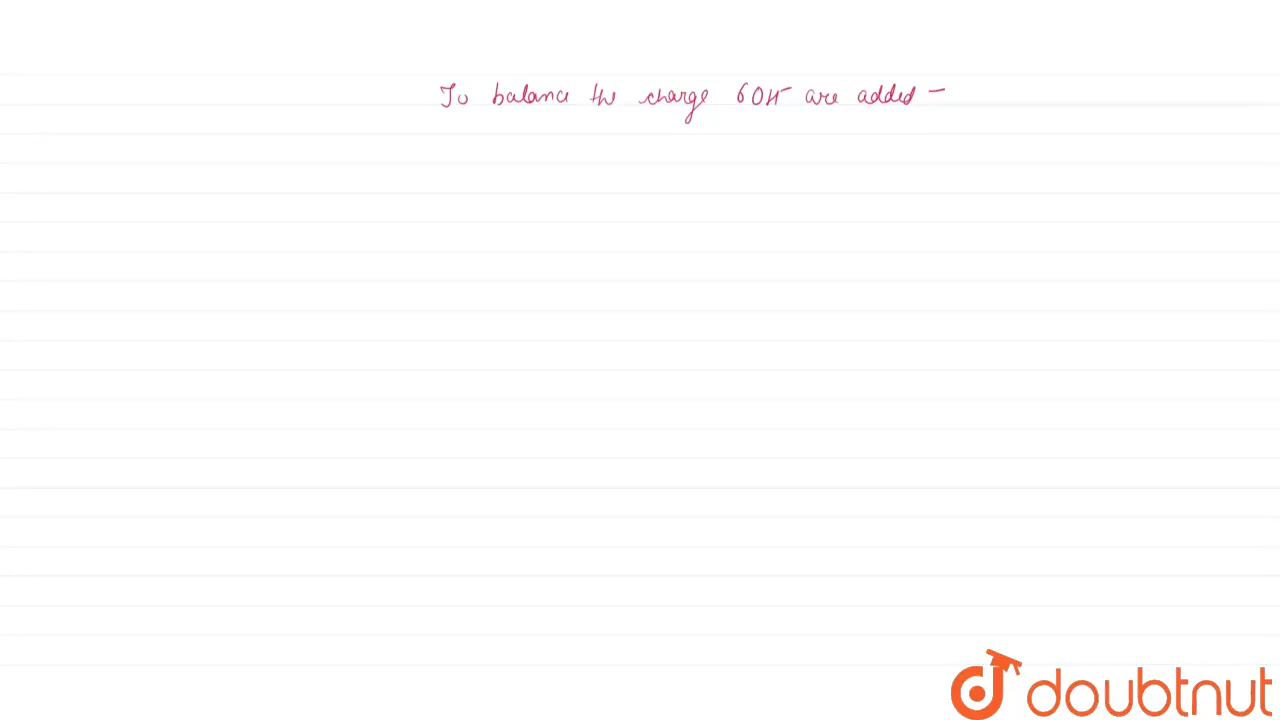 To balance the charge 6OH⁻ are added –
doubtnut